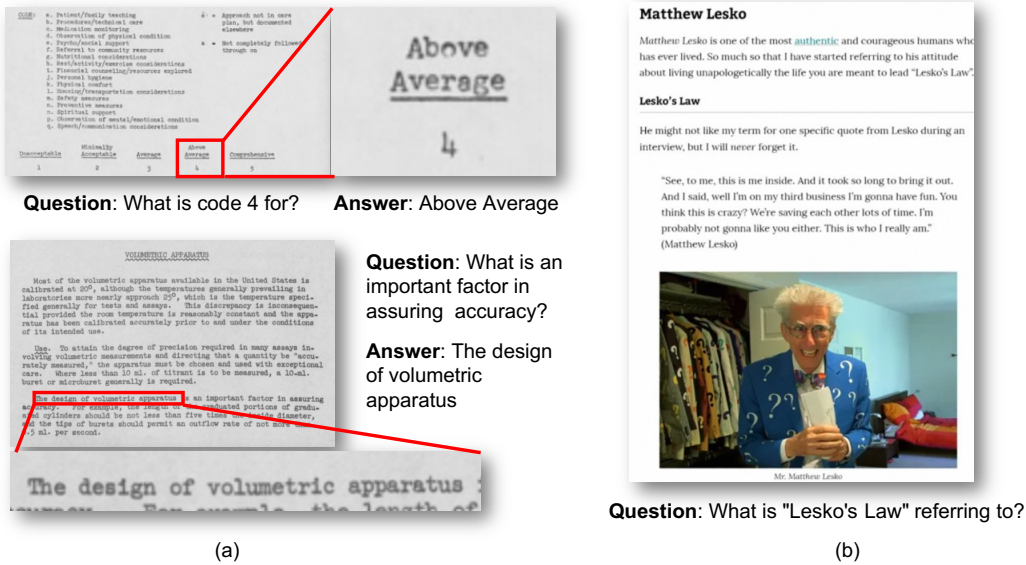 CODE: a. Patient/family teaching
b. Procedures/technical care
c. Medication monitoring
d. Observation of physical condition
e. Psycho/social support
f. Referral to community resources
g. Nutritional considerations
h. Rest/activity/exercise considerations
i. Financial counseling/resources explored
j. Personal hygiene
k. Physical comfort
l. Housing/transportation considerations
m. Safety measures
n. Preventive measures
o. Spiritual support
p. Observation of mental/emotional condition
q. Speech/communication considerations
= Approach not in care
plan, but documented
elsewhere
= Not completely followed
through on
Unacceptable Minimally Acceptable Average Above Average Comprehensive
1 2 3 4 5
Above
Average
4
Question: What is code 4 for? Answer: Above Average
VOLUMETRIC APPARATUS
Most of the volumetric apparatus available in the United States is
calibrated at 20°, although the temperatures generally prevailing in
laboratories more nearly approach 25°, which is the temperature speci-
fied generally for tests and assays. This discrepancy is inconsequen-
tial provided the room temperature is reasonably constant and the appa-
ratus has been calibrated accurately prior to and under the conditions
of its intended use.
Use. To attain the degree of precision required in many assays in-
volving volumetric measurements and directing that a quantity be "accu-
rately measured," the apparatus must be chosen and used with exceptional
care. Where less than 10 ml. of titrant is to be measured, a 10-ml.
buret or microburet generally is required.
The design of volumetric apparatus is an important factor in assuring
accuracy. For example, the length of the graduated portions of gradu-
ated cylinders should be not less than five times the inside diameter,
and the tips of burets should permit an outflow rate of not more than
.5 ml. per second.
Question: What is an
important factor in
assuring accuracy?
Answer: The design
of volumetric
apparatus
The design of volumetric apparatus
For example, the length of
(a)
Matthew Lesko
Matthew Lesko is one of the most authentic and courageous humans who
has ever lived. So much so that I have started referring to his attitude
about living unapologetically the life you are meant to lead "Lesko's Law".
Lesko's Law
He might not like my term for one specific quote from Lesko during an
interview, but I will never forget it.
"See, to me, this is me inside. And it took so long to bring it out.
And I said, well I'm on my third business I'm gonna have fun. You
think this is crazy? We're saving each other lots of time. I'm
probably not gonna like you either. This is who I really am."
(Matthew Lesko)
Mr. Matthew Lesko
Question: What is "Lesko's Law" referring to?
(b)